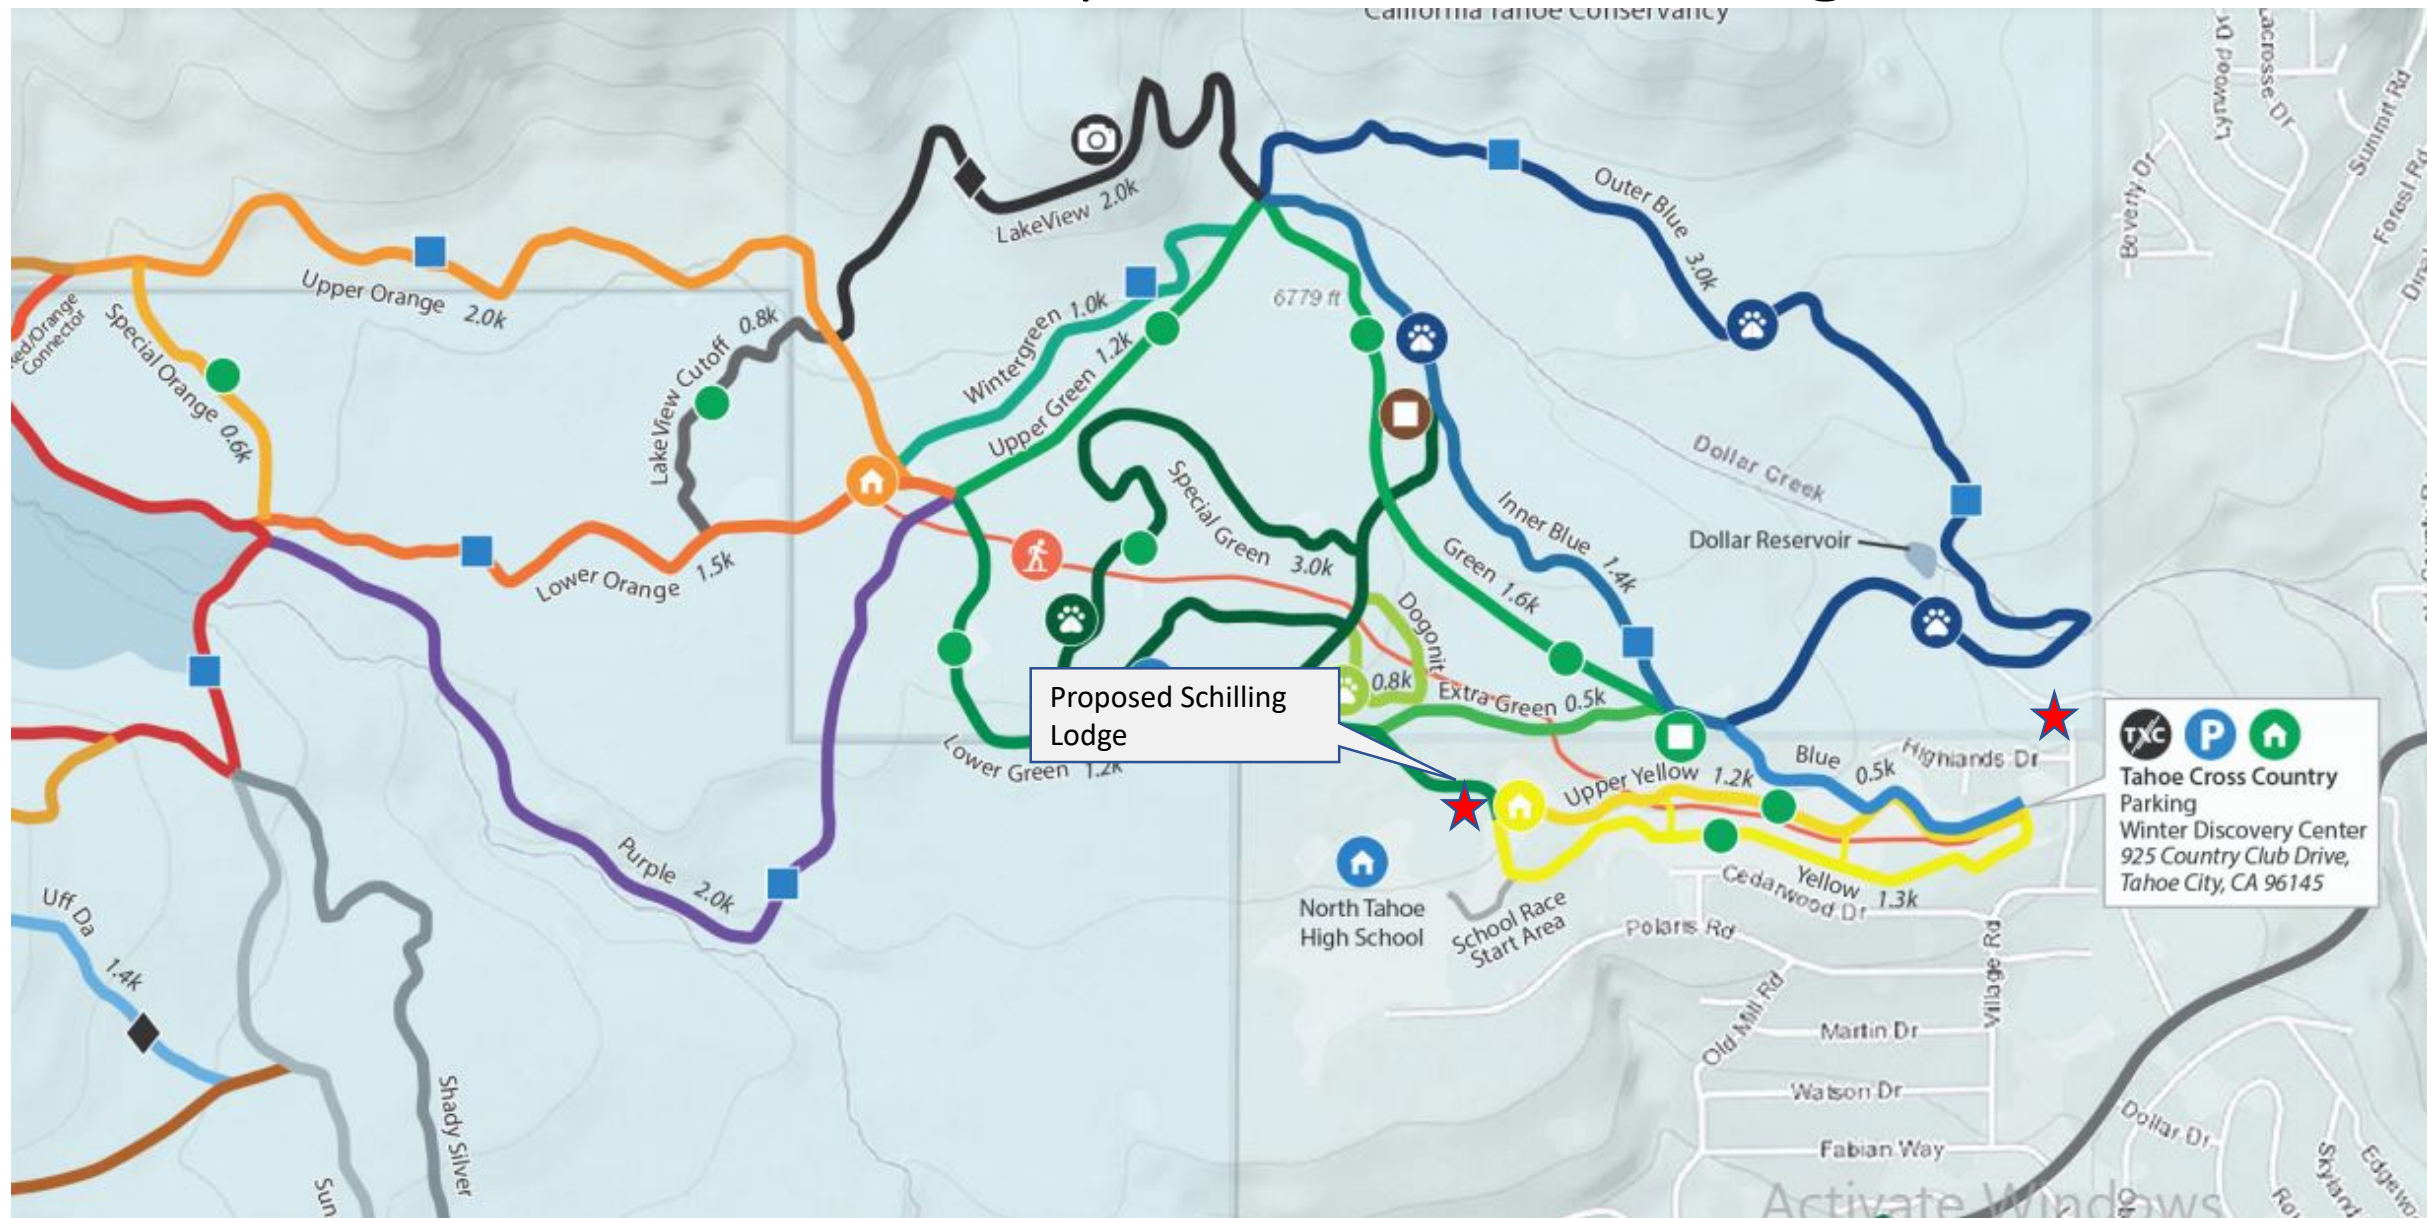 California Tahoe Conservancy
Lynwood Dr
Lacrosse Dr
Summit Rd
Forest Rd
Beverly Dr
LakeView 2.0k
Outer Blue 3.0k
Upper Orange 2.0k
Connector
Special Orange 0.6k
LakeView Cutoff 0.8k
Wintergreen 1.0k
Upper Green 1.2k
6779 ft
Special Green 3.0k
Inner Blue 1.4k
Green 1.6k
Dollar Creek
Dollar Reservoir
Lower Orange 1.5k
Dogonit
0.8k
Extra Green 0.5k
Proposed Schilling
Lodge
Lower Green 1.2k
Upper Yellow 1.2k
Blue 0.5k
Highlands Dr
TXC P
Tahoe Cross Country
Parking
Winter Discovery Center
925 Country Club Drive,
Tahoe City, CA 96145
Purple 2.0k
North Tahoe
High School
School Race
Start Area
Yellow 1.3k
Cedarwood Dr
Polaris Rd
Old Mill Rd
Village Rd
Martin Dr
Watson Dr
Fabian Way
Dollar Dr
Uff Da
1.4k
Shady Silver
Sun
Activate Windows